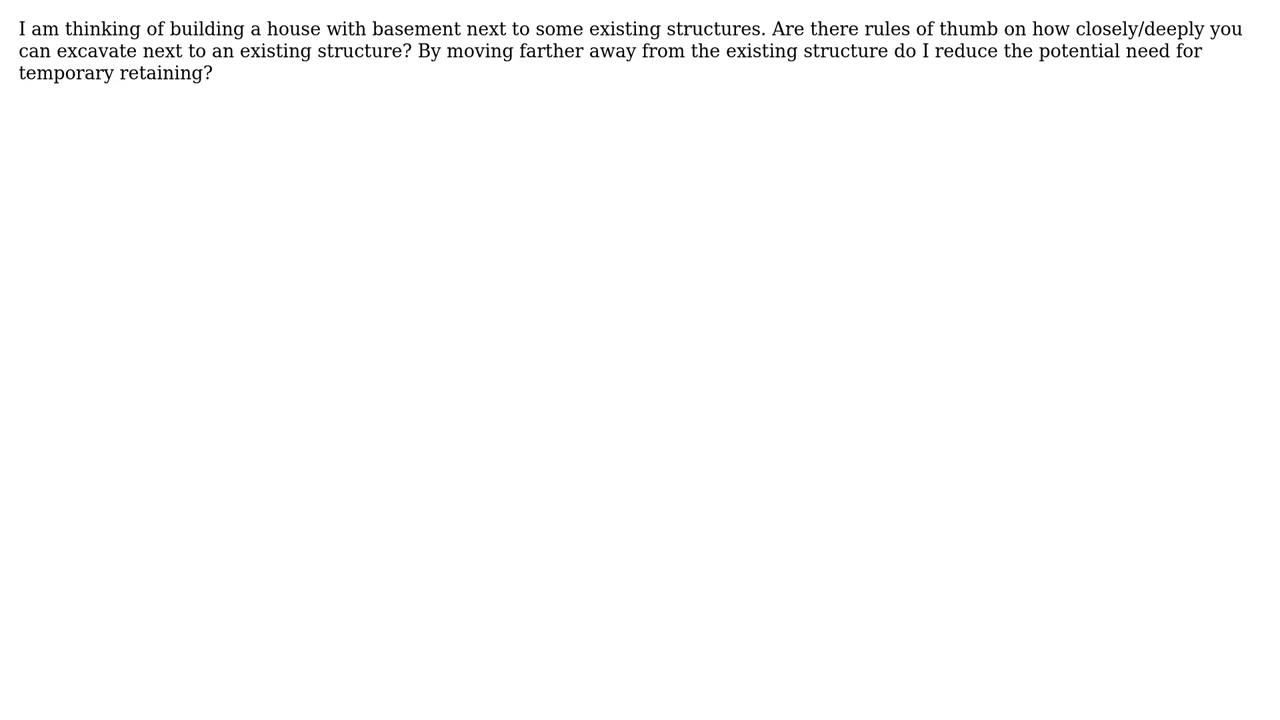 I am thinking of building a house with basement next to some existing structures. Are there rules of thumb on how closely/deeply you
can excavate next to an existing structure? By moving farther away from the existing structure do I reduce the potential need for
temporary retaining?